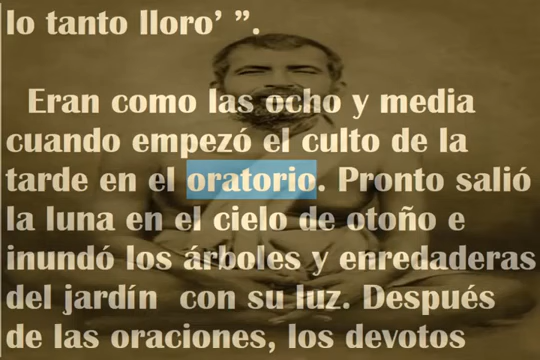 lo tanto lloro’ ”.
Eran como las ocho y media
cuando empezó el culto de la
tarde en el oratorio. Pronto salió
la luna en el cielo de otoño e
inundó los árboles y enredaderas
del jardín con su luz. Después
de las oraciones, los devotos